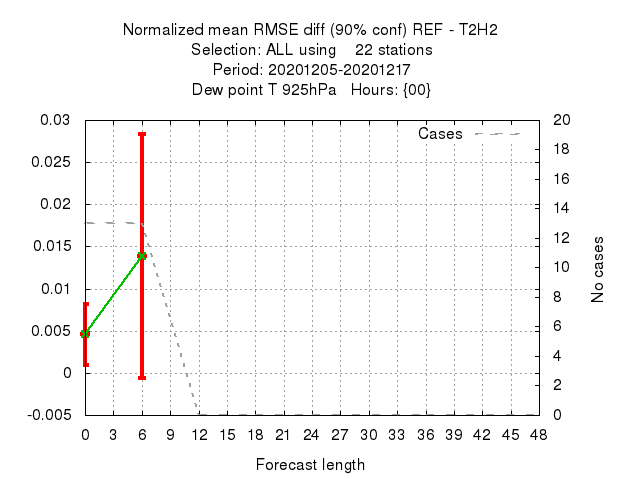 Normalized mean RMSE diff (90% conf) REF - T2H2
Selection: ALL using    22 stations
Period: 20201205-20201217
Dew point T 925hPa   Hours: {00}
Cases
0.03
0.025
0.02
0.015
0.01
0.005
0
-0.005
20
18
16
14
12
10
8
6
4
2
0
No cases
0 3 6 9 12 15 18 21 24 27 30 33 36 39 42 45 48
Forecast length